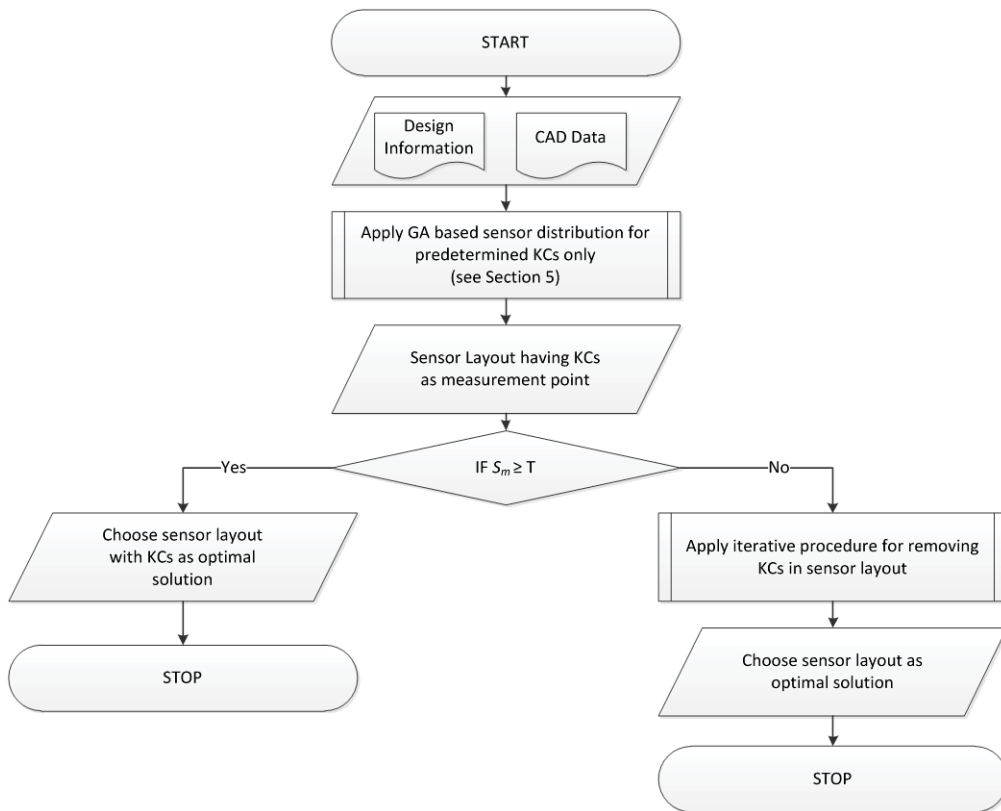 START
Design
Information
CAD Data
Apply GA based sensor distribution for
predetermined KCs only
(see Section 5)
Sensor Layout having KCs
as measurement point
IF Sm ≥ T
Yes
No
Choose sensor layout
with KCs as optimal
solution
Apply iterative procedure for removing
KCs in sensor layout
STOP
Choose sensor layout as
optimal solution
STOP